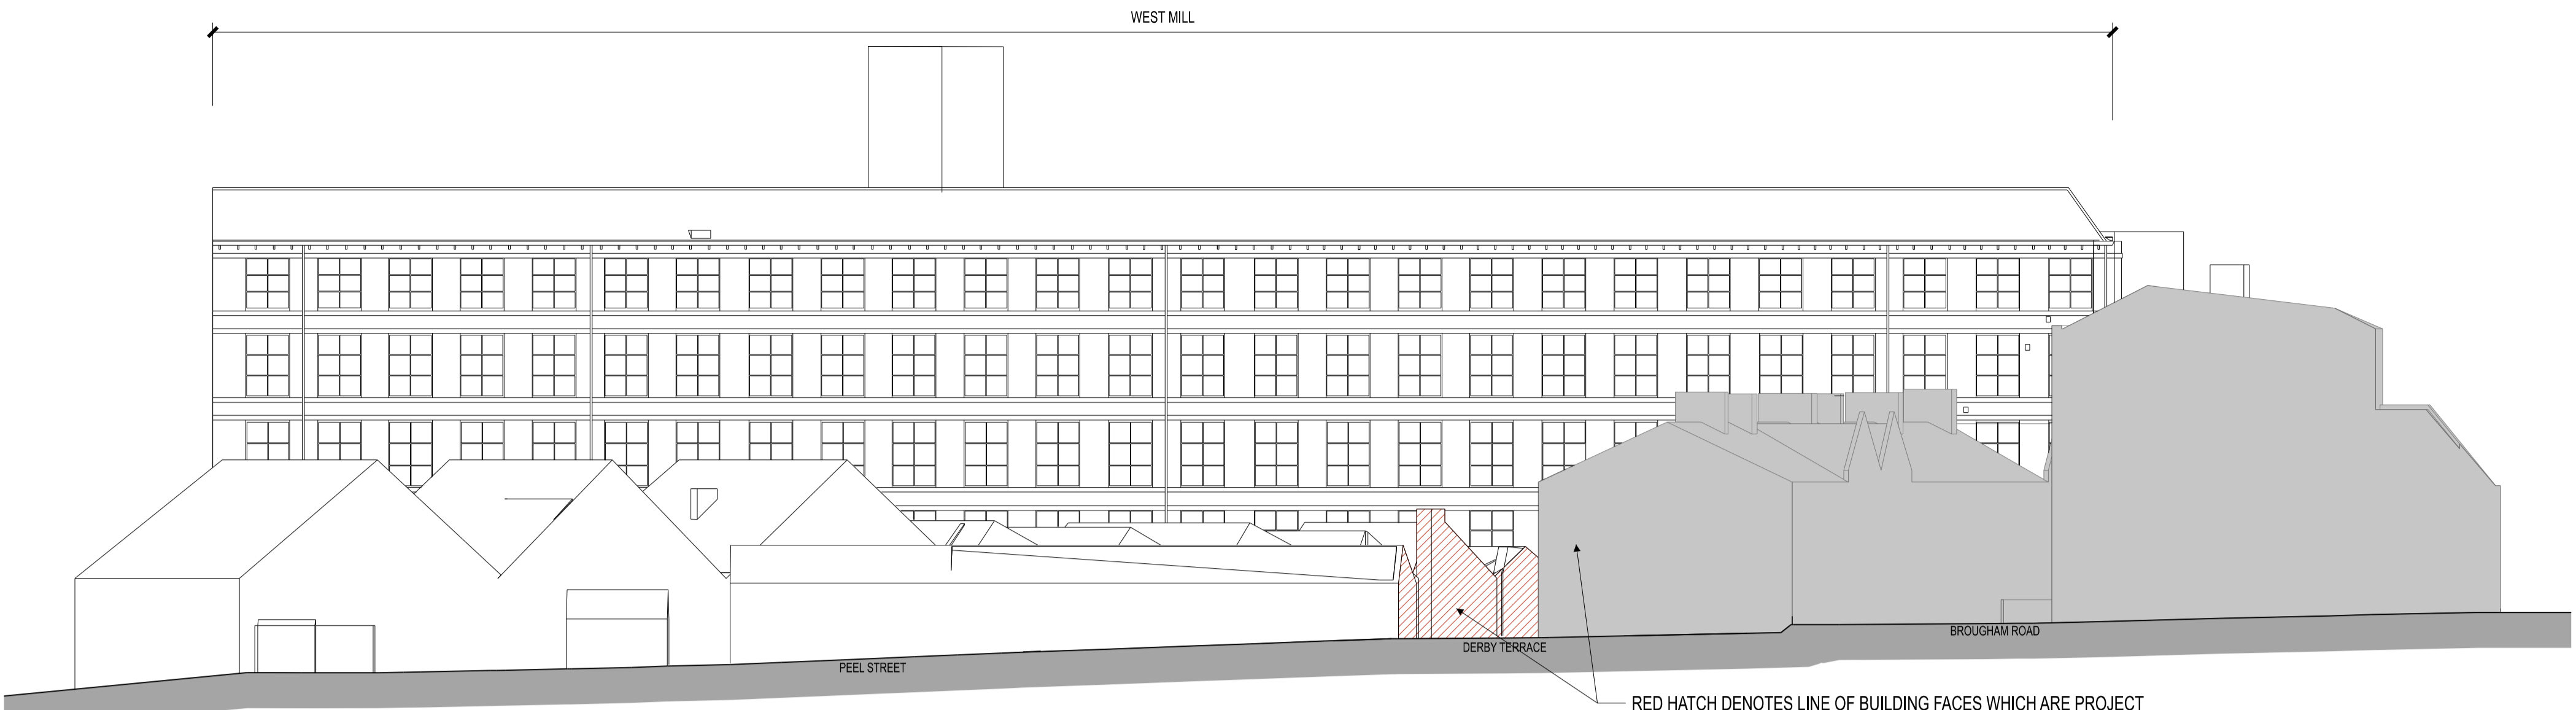 WEST MILL
PEEL STREET
DERBY TERRACE
BROUGHAM ROAD
RED HATCH DENOTES LINE OF BUILDING FACES WHICH ARE PROJECT